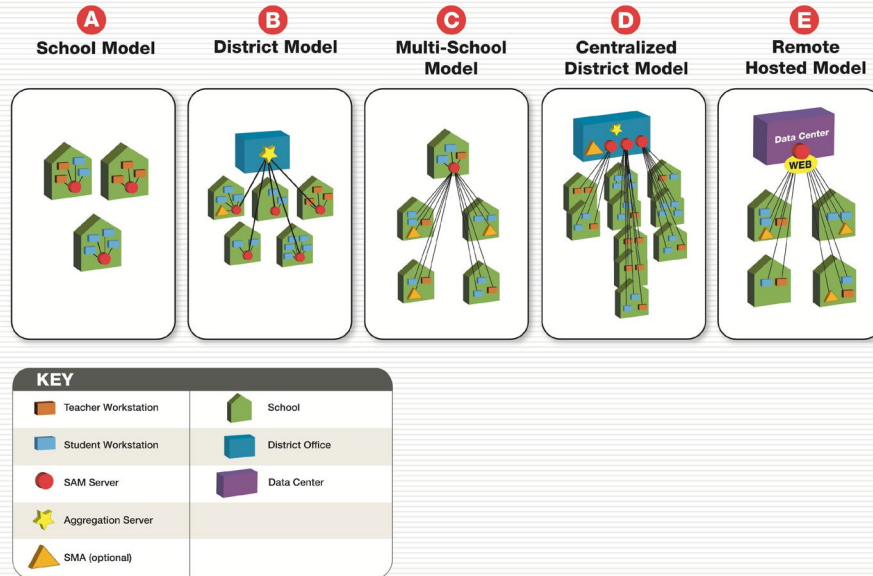 A
School Model
B
District Model
C
Multi-School
Model
D
Centralized
District Model
E
Remote
Hosted Model
Data Center
WEB
KEY
Teacher Workstation
School
Student Workstation
District Office
SAM Server
Data Center
Aggregation Server
SMA (optional)